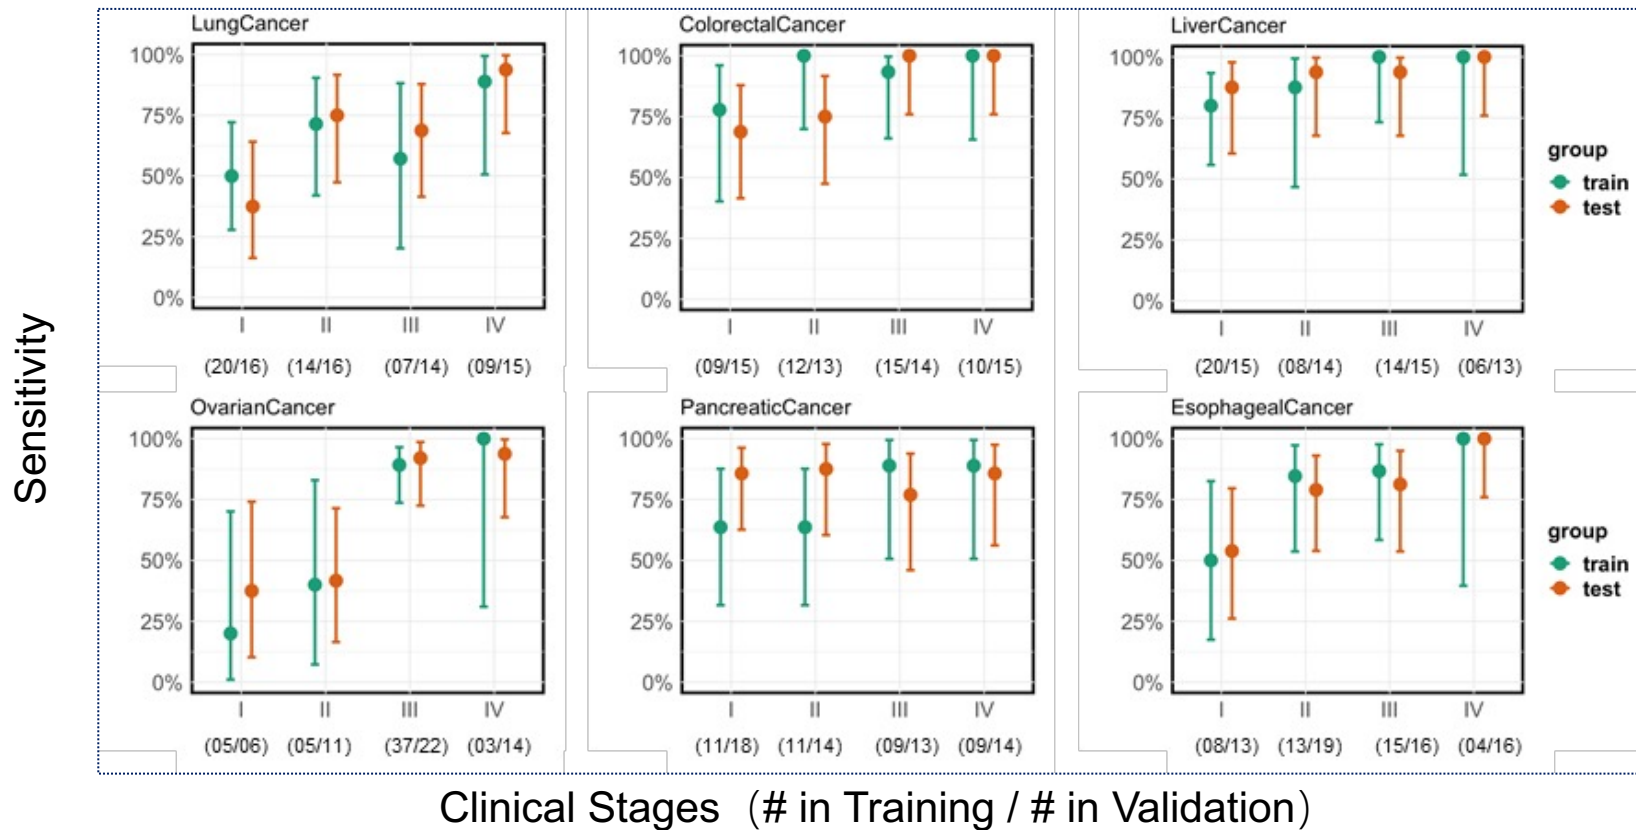 LungCancer
ColorectalCancer
LiverCancer
100%
75%
50%
25%
0%
100%
75%
50%
25%
0%
100%
75%
50%
25%
0%
I II III IV
I II III IV
I II III IV
(20/16) (14/16) (07/14) (09/15)
(09/15) (12/13) (15/14) (10/15)
(20/15) (08/14) (14/15) (06/13)
group
train
test
Sensitivity
OvarianCancer
PancreaticCancer
EsophagealCancer
100%
75%
50%
25%
0%
100%
75%
50%
25%
0%
100%
75%
50%
25%
0%
I II III IV
I II III IV
I II III IV
(05/06) (05/11) (37/22) (03/14)
(11/18) (11/14) (09/13) (09/14)
(08/13) (13/19) (15/16) (04/16)
group
train
test
Clinical Stages（# in Training / # in Validation）